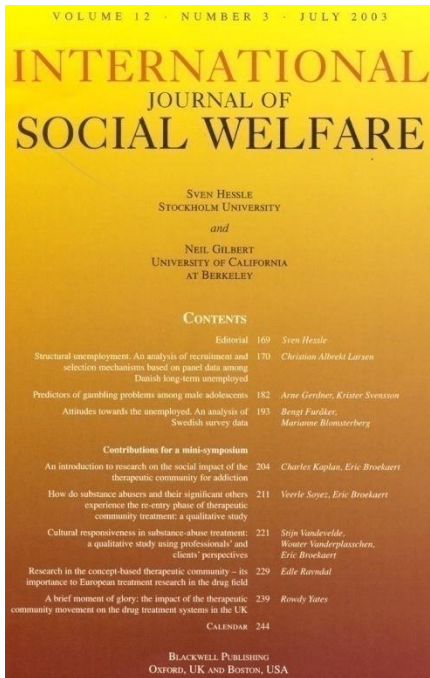 VOLUME 12 · NUMBER 3 · JULY 2003
INTERNATIONAL
JOURNAL OF
SOCIAL WELFARE
SVEN HESSLE
STOCKHOLM UNIVERSITY
and
NEIL GILBERT
UNIVERSITY OF CALIFORNIA
AT BERKELEY
CONTENTS
Editorial 169 Sven Hessle
Structural unemployment. An analysis of recruitment and 170 Christian Albrekt Larsen
selection mechanisms based on panel data among
Danish long-term unemployed
Predictors of gambling problems among male adolescents 182 Arne Gerdner, Krister Svensson
Attitudes towards the unemployed. An analysis of 193 Bengt Furåker,
Swedish survey data Marianne Blomsterberg
Contributions for a mini-symposium
An introduction to research on the social impact of the 204 Charles Kaplan, Eric Broekaert
therapeutic community for addiction
How do substance abusers and their significant others 211 Veerle Soyez, Eric Broekaert
experience the re-entry phase of therapeutic
community treatment: a qualitative study
Cultural responsiveness in substance-abuse treatment: 221 Stijn Vandevelde,
a qualitative study using professionals' and Wouter Vanderplasschen,
clients' perspectives Eric Broekaert
Research in the concept-based therapeutic community – its 229 Edle Ravndal
importance to European treatment research in the drug field
A brief moment of glory: the impact of the therapeutic 239 Rowdy Yates
community movement on the drug treatment systems in the UK
CALENDAR 244
BLACKWELL PUBLISHING
OXFORD, UK AND BOSTON, USA